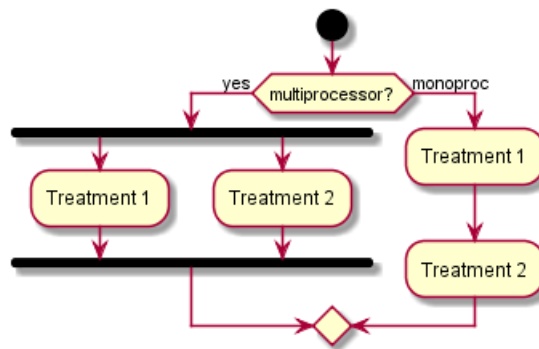 multiprocessor?
yes
monoproc
Treatment 1
Treatment 2
Treatment 1
Treatment 2